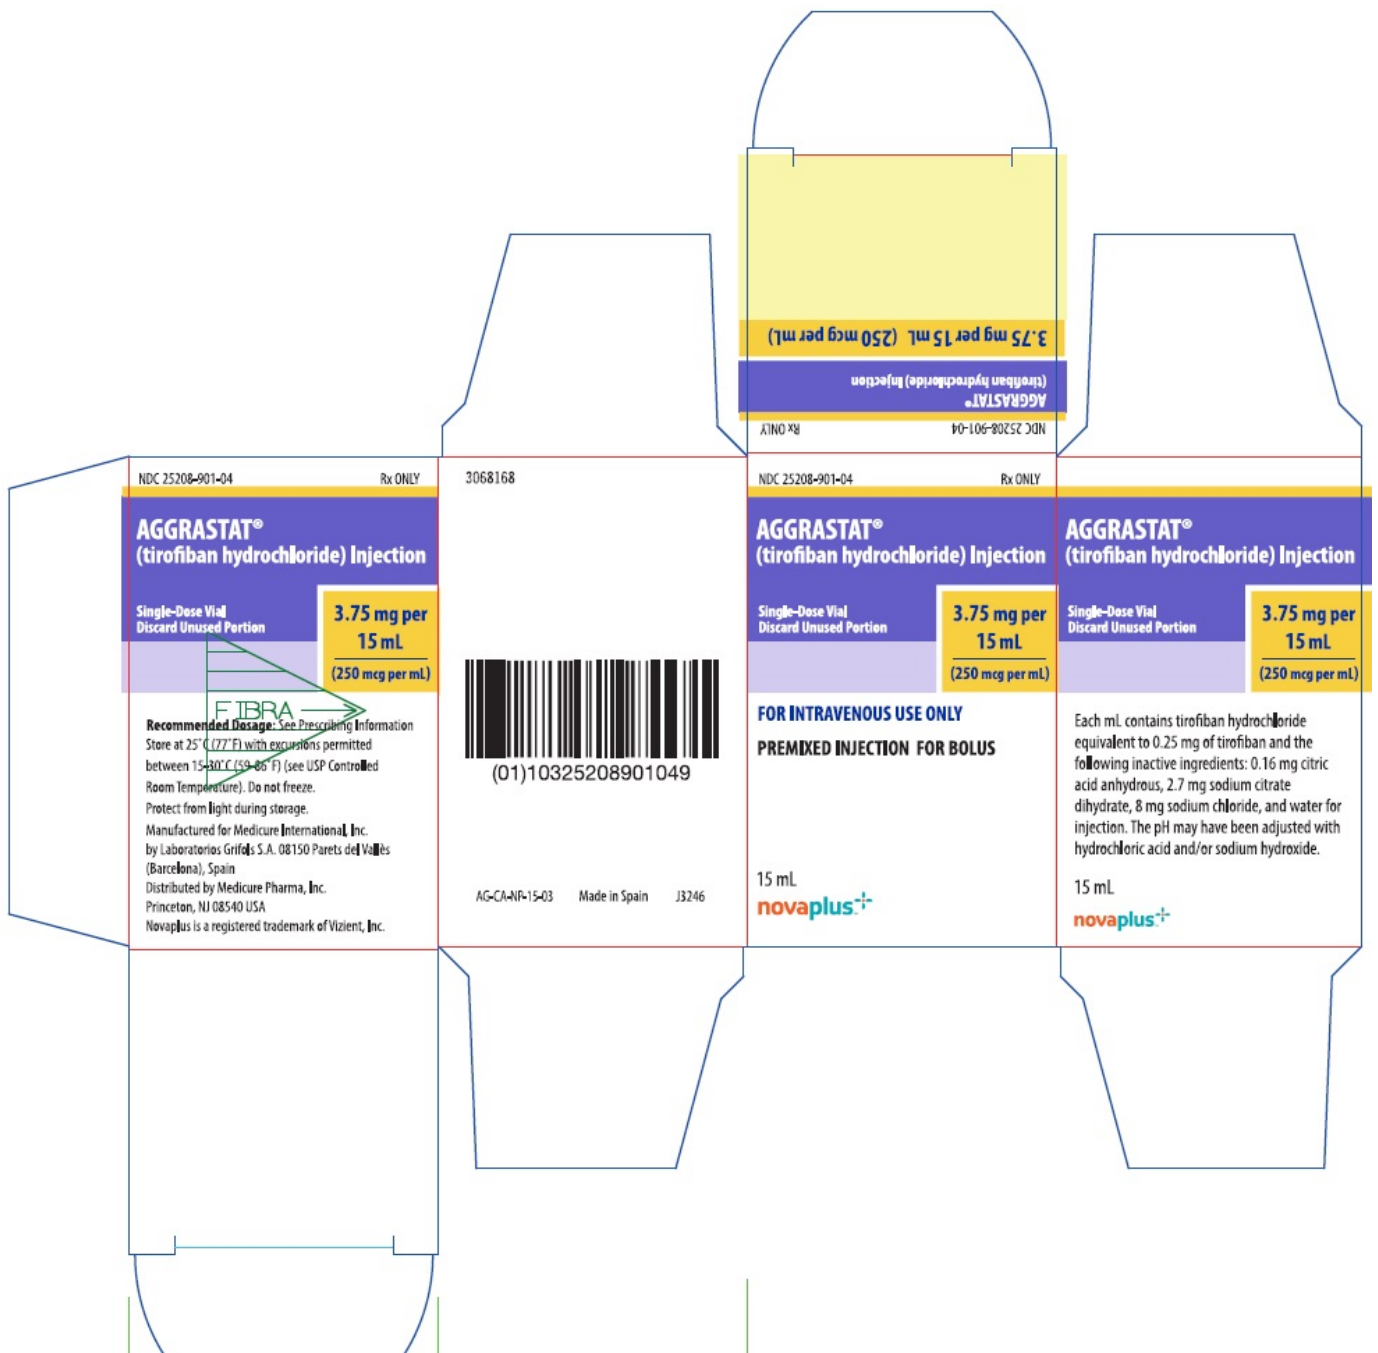 3.75 mg per 15 mL (250 mcg per mL)
(tirofiban hydrochloride) Injection
AGGRASTAT®
NDC 25208-901-04 Rx ONLY
NDC 25208-901-04 Rx ONLY
AGGRASTAT®
(tirofiban hydrochloride) Injection
Single-Dose Vial
Discard Unused Portion
3.75 mg per
15 mL
(250 mcg per mL)
FIBRA
Recommended Dosage: See Prescribing Information
Store at 25˚C (77˚F) with excursions permitted
between 15-30˚C (59-86˚F) (see USP Controlled
Room Temperature). Do not freeze.
Protect from light during storage.
Manufactured for Medicure International, Inc.
by Laboratorios Grifols S.A. 08150 Parets del Vallès
(Barcelona), Spain
Distributed by Medicure Pharma, Inc.
Princeton, NJ 08540 USA
Novaplus is a registered trademark of Vizient, Inc.
3068168
(01)10325208901049
AG-CA-NP-15-03 Made in Spain J3246
NDC 25208-901-04 Rx ONLY
AGGRASTAT®
(tirofiban hydrochloride) Injection
Single-Dose Vial
Discard Unused Portion
3.75 mg per
15 mL
(250 mcg per mL)
FOR INTRAVENOUS USE ONLY
PREMIXED INJECTION FOR BOLUS
15 mL
novaplus
AGGRASTAT®
(tirofiban hydrochloride) Injection
Single-Dose Vial
Discard Unused Portion
3.75 mg per
15 mL
(250 mcg per mL)
Each mL contains tirofiban hydrochloride
equivalent to 0.25 mg of tirofiban and the
following inactive ingredients: 0.16 mg citric
acid anhydrous, 2.7 mg sodium citrate
dihydrate, 8 mg sodium chloride, and water for
injection. The pH may have been adjusted with
hydrochloric acid and/or sodium hydroxide.
15 mL
novaplus